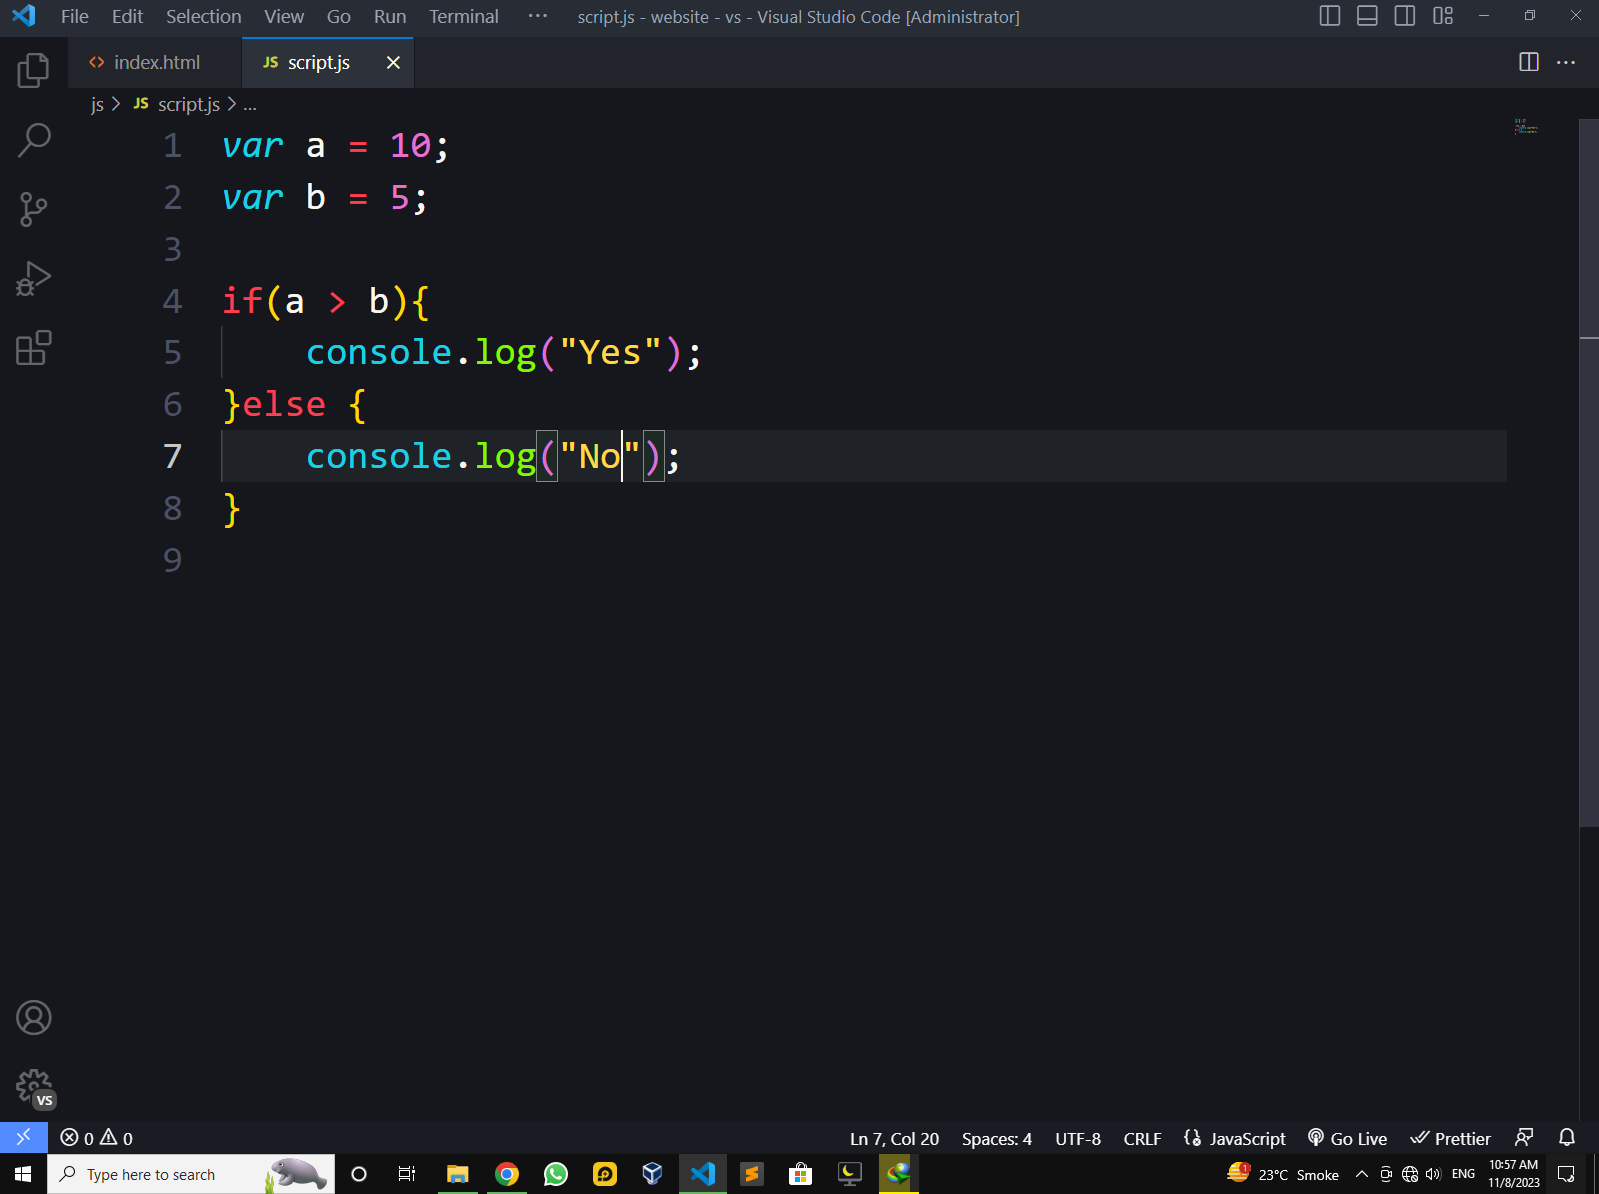 File Edit Selection View Go Run Terminal ··· script.js - website - vs - Visual Studio Code [Administrator]
<> index.html JS script.js
js > JS script.js > ...
1 var a = 10;
2 var b = 5;
3
4 if(a > b){
5     console.log("Yes");
6 }else {
7     console.log("No");
8 }
9
VS
0 0 Ln 7, Col 20 Spaces: 4 UTF-8 CRLF JavaScript Go Live Prettier
Type here to search 1 23°C Smoke ENG 10:57 AM
11/8/2023